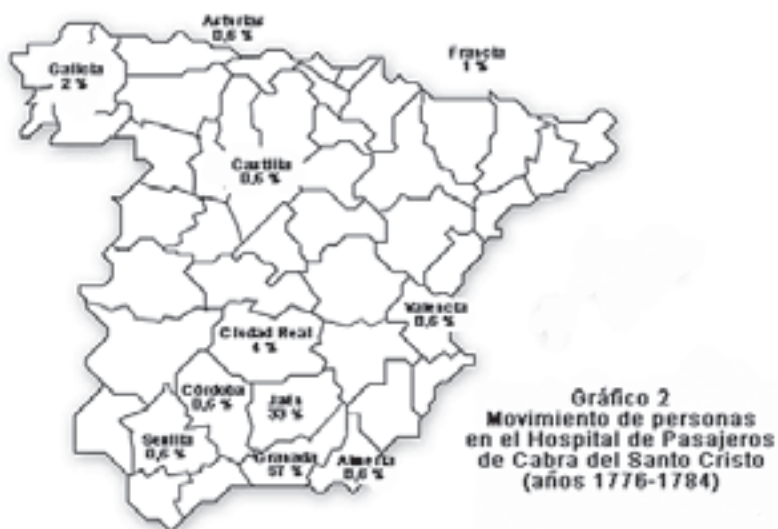 Asturias
0,6 %
Francia
1 %
Galicia
2 %
Castilla
0,6 %
Valencia
0,6 %
Ciudad Real
4 %
Córdoba
0,6 %
Jaén
33 %
Sevilla
0,6 %
Granada
57 %
Almería
0,6 %
Gráfico 2
Movimiento de personas
en el Hospital de Pasajeros
de Cabra del Santo Cristo
(años 1776-1784)